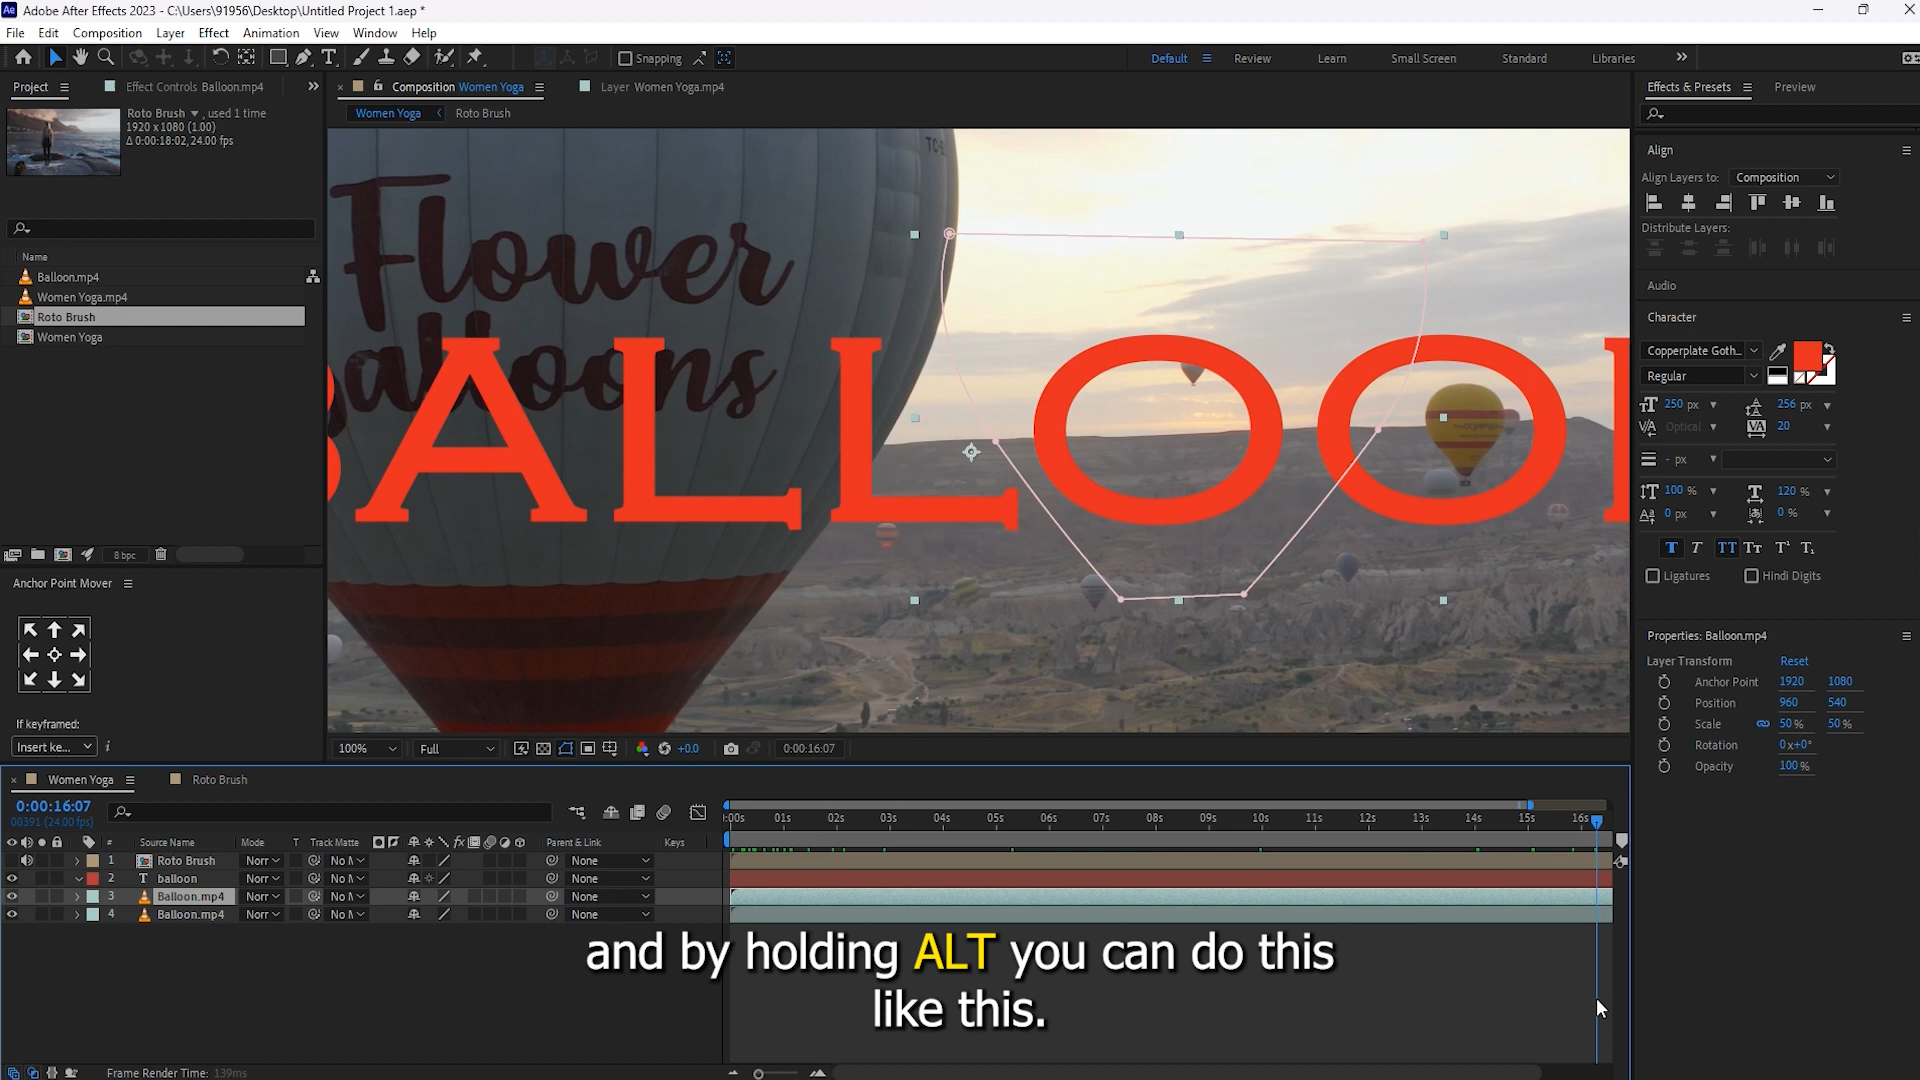 Adobe After Effects 2023 - C:\Users\91956\Desktop\Untitled Project 1.aep *
File Edit Composition Layer Effect Animation View Window Help
Snapping
Default Review Learn Small Screen Standard Libraries
Project Effect Controls Balloon.mp4
Composition Women Yoga Layer Women Yoga.mp4
Effects & Presets Preview
Roto Brush , used 1 time
1920 x 1080 (1.00)
Δ 0:00:18:02, 24.00 fps
Women Yoga Roto Brush
Name
Balloon.mp4
Women Yoga.mp4
Roto Brush
Women Yoga
8 bpc
Anchor Point Mover
If keyframed:
Insert ke...
Flower
Balloons
BALLOON
100% Full +0.0 0:00:16:07
Align
Align Layers to: Composition
Distribute Layers:
Audio
Character
Copperplate Goth...
Regular
250 px 256 px
Optical 20
- px
100 % 120 %
0 px 0 %
T T TT Tt T¹ T₁
Ligatures Hindi Digits
Properties: Balloon.mp4
Layer Transform Reset
Anchor Point 1920 1080
Position 960 540
Scale 50 % 50 %
Rotation 0x+0°
Opacity 100 %
Women Yoga Roto Brush
0:00:16:07
00391 (24.00 fps)
:00s 01s 02s 03s 04s 05s 06s 07s 08s 09s 10s 11s 12s 13s 14s 15s 16s
# Source Name Mode T Track Matte Parent & Link Keys
1 Roto Brush Norr No M None
2 T balloon Norr No M None
3 Balloon.mp4 Norr No M None
4 Balloon.mp4 Norr No M None
and by holding ALT you can do this
like this.
Frame Render Time: 139ms